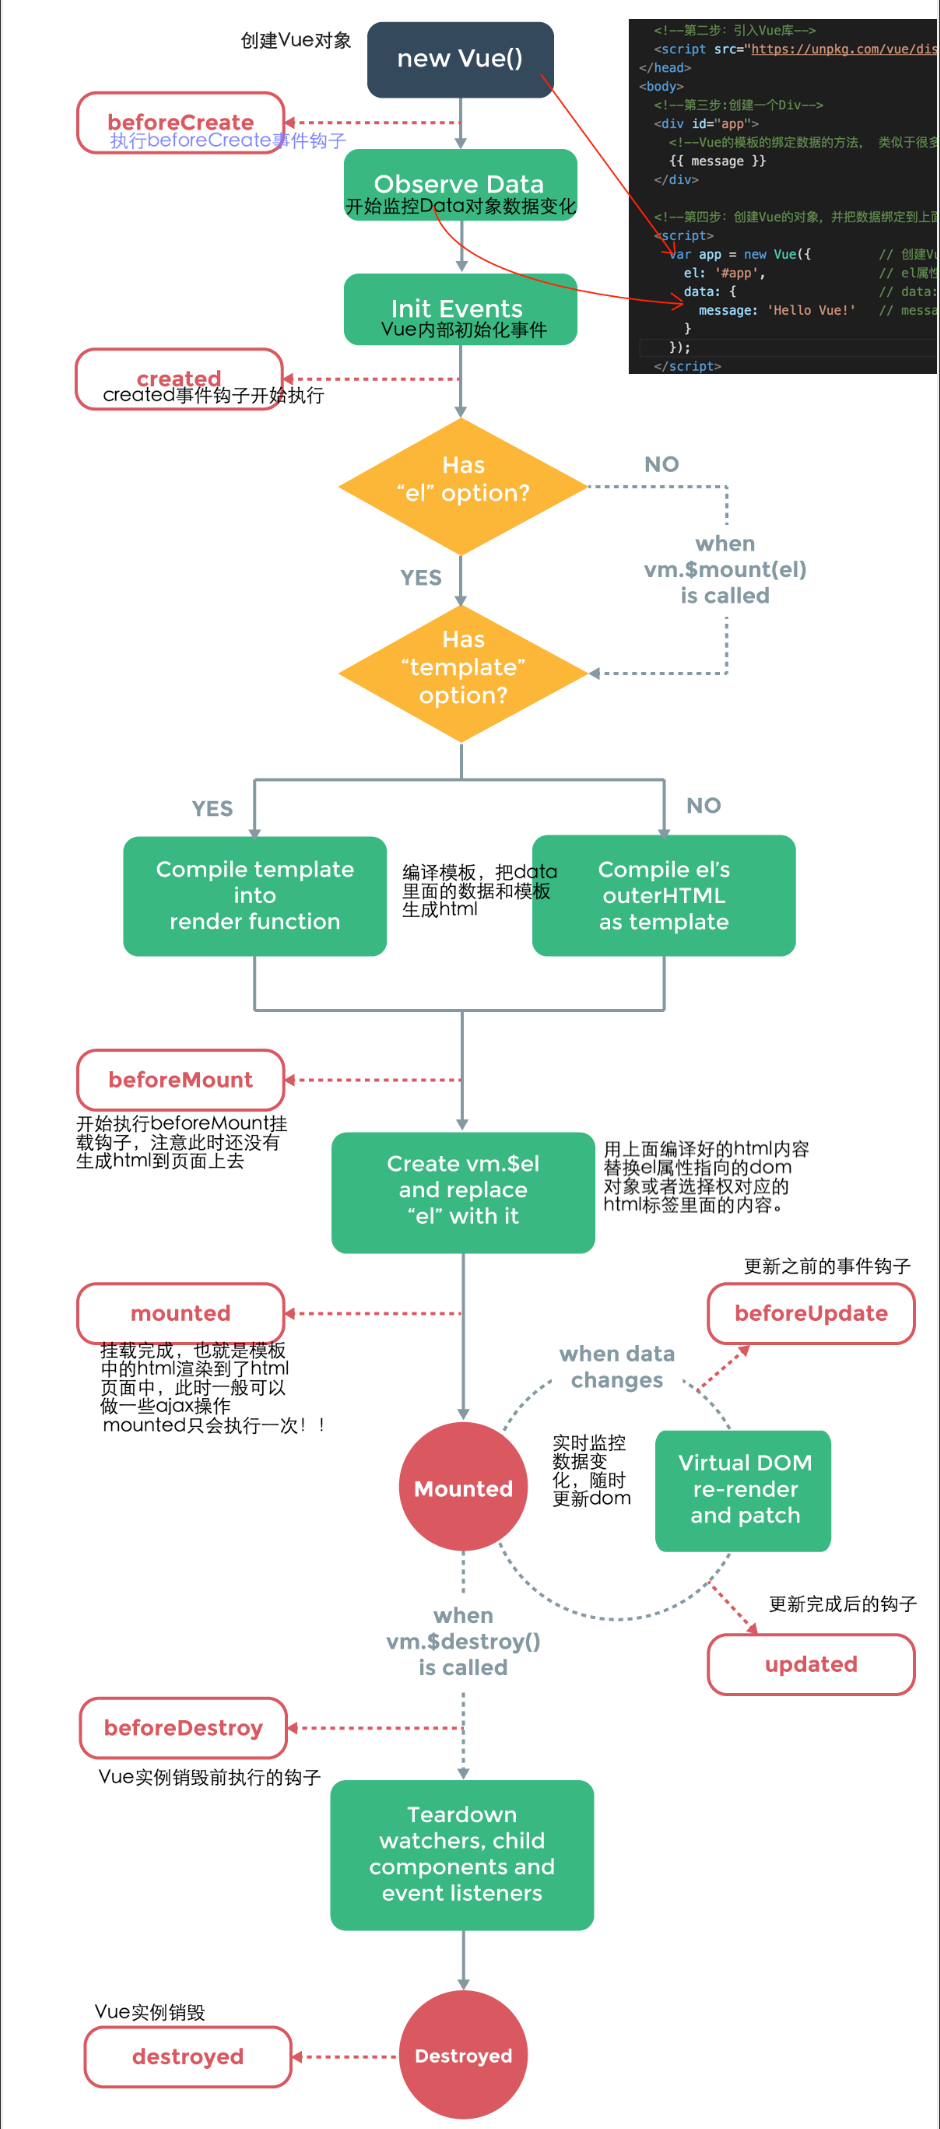 创建Vue对象
new Vue()
beforeCreate
执行beforeCreate事件钩子
Observe Data
开始监控Data对象数据变化
Init Events
Vue内部初始化事件
created
created事件钩子开始执行
<!--第二步：引入Vue库-->
<script src="https://unpkg.com/vue/dis
</head>
<body>
<!--第三步:创建一个Div-->
<div id="app">
<!--Vue的模板的绑定数据的方法， 类似于很多
{{ message }}
</div>
<!--第四步：创建Vue的对象，并把数据绑定到上面
<script>
var app = new Vue({ // 创建Vu
el: '#app', // el属性
data: { // data:
message: 'Hello Vue!' // messa
}
});
</script>
Has
“el” option?
NO
when
vm.$mount(el)
is called
YES
Has
“template”
option?
YES
NO
Compile template
into
render function
编译模板，把data
里面的数据和模板
生成html
Compile el’s
outerHTML
as template
beforeMount
开始执行beforeMount挂
载钩子，注意此时还没有
生成html到页面上去
Create vm.$el
and replace
“el” with it
用上面编译好的html内容
替换el属性指向的dom
对象或者选择权对应的
html标签里面的内容。
mounted
挂载完成，也就是模板
中的html渲染到了html
页面中，此时一般可以
做一些ajax操作
mounted只会执行一次！！
更新之前的事件钩子
beforeUpdate
when data
changes
Mounted
实时监控
数据变
化，随时
更新dom
Virtual DOM
re-render
and patch
更新完成后的钩子
updated
when
vm.$destroy()
is called
beforeDestroy
Vue实例销毁前执行的钩子
Teardown
watchers, child
components and
event listeners
Vue实例销毁
destroyed
Destroyed